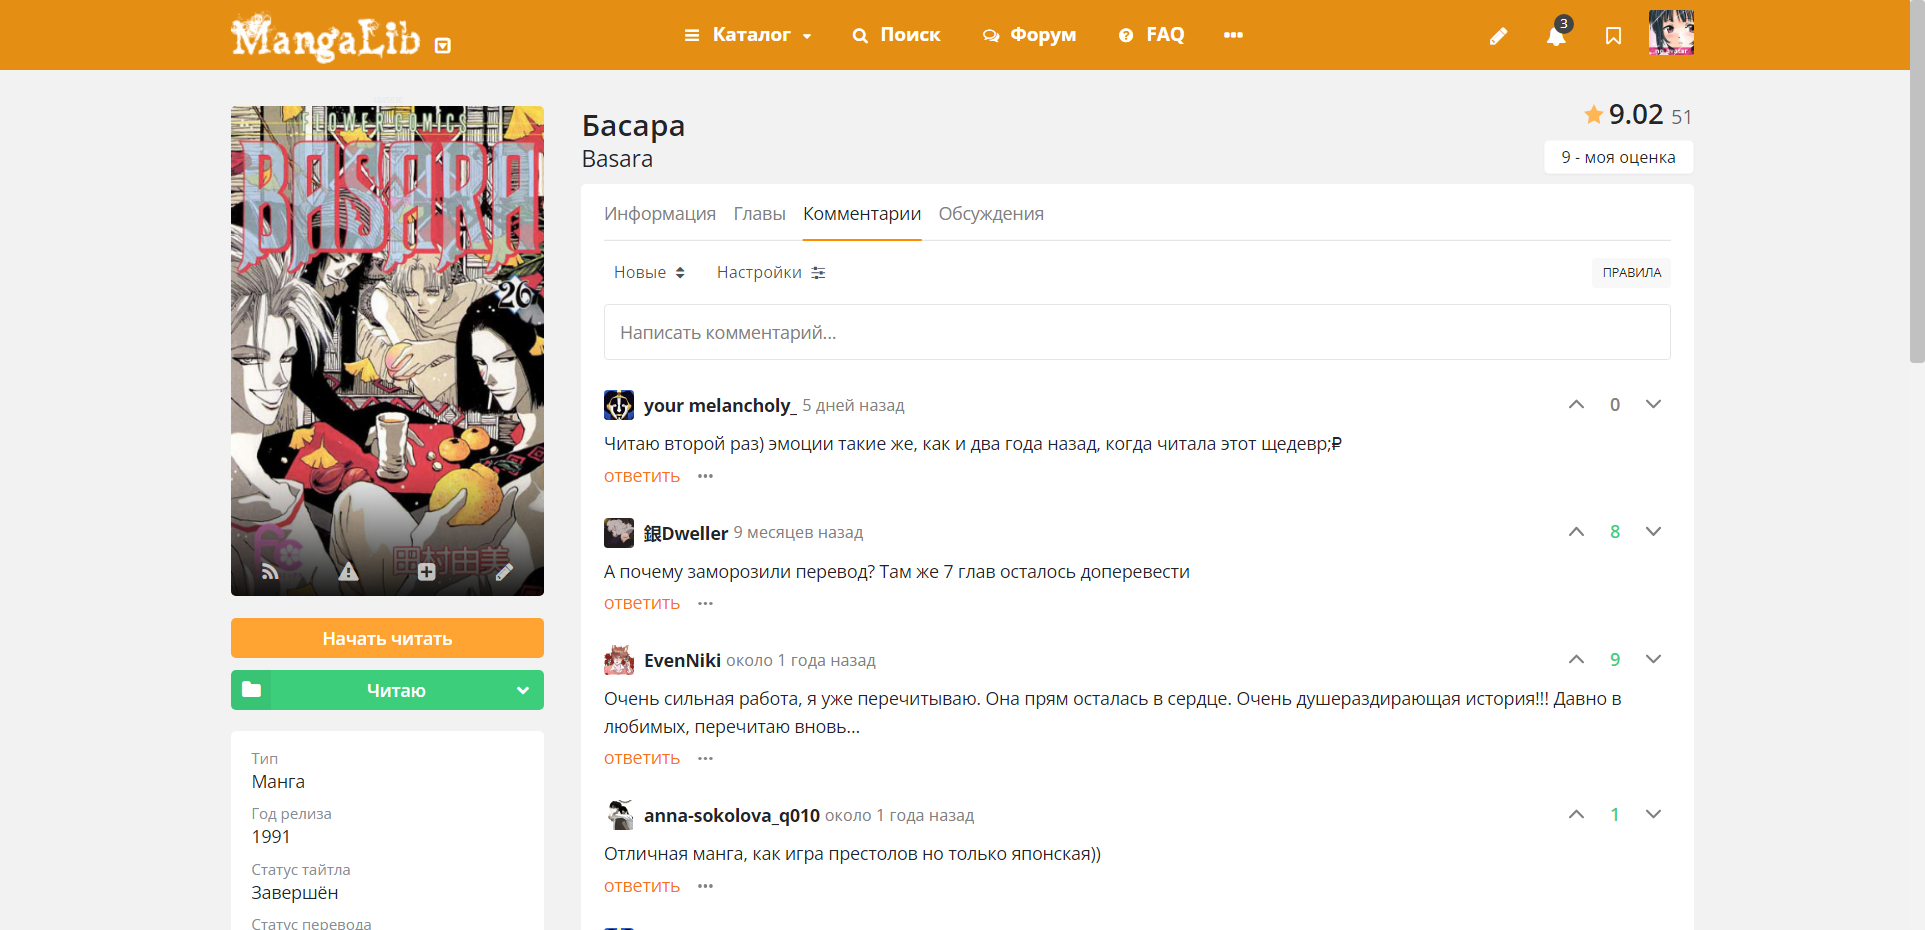 MangaLib
Каталог
Поиск
Форум
FAQ
3
no avatar
FLOWER COMICS
BASARA
26
田村由美
Начать читать
Читаю
Тип
Манга
Год релиза
1991
Статус тайтла
Завершён
Статус перевода
Басара
Basara
9.02 51
9 - моя оценка
Информация Главы Комментарии Обсуждения
Новые Настройки ПРАВИЛА
Написать комментарий...
your melancholy_ 5 дней назад 0
Читаю второй раз) эмоции такие же, как и два года назад, когда читала этот щедевр;₽
ответить
銀Dweller 9 месяцев назад 8
А почему заморозили перевод? Там же 7 глав осталось доперевести
ответить
EvenNiki около 1 года назад 9
Очень сильная работа, я уже перечитываю. Она прям осталась в сердце. Очень душераздирающая история!!! Давно в
любимых, перечитаю вновь...
ответить
anna-sokolova_q010 около 1 года назад 1
Отличная манга, как игра престолов но только японская))
ответить